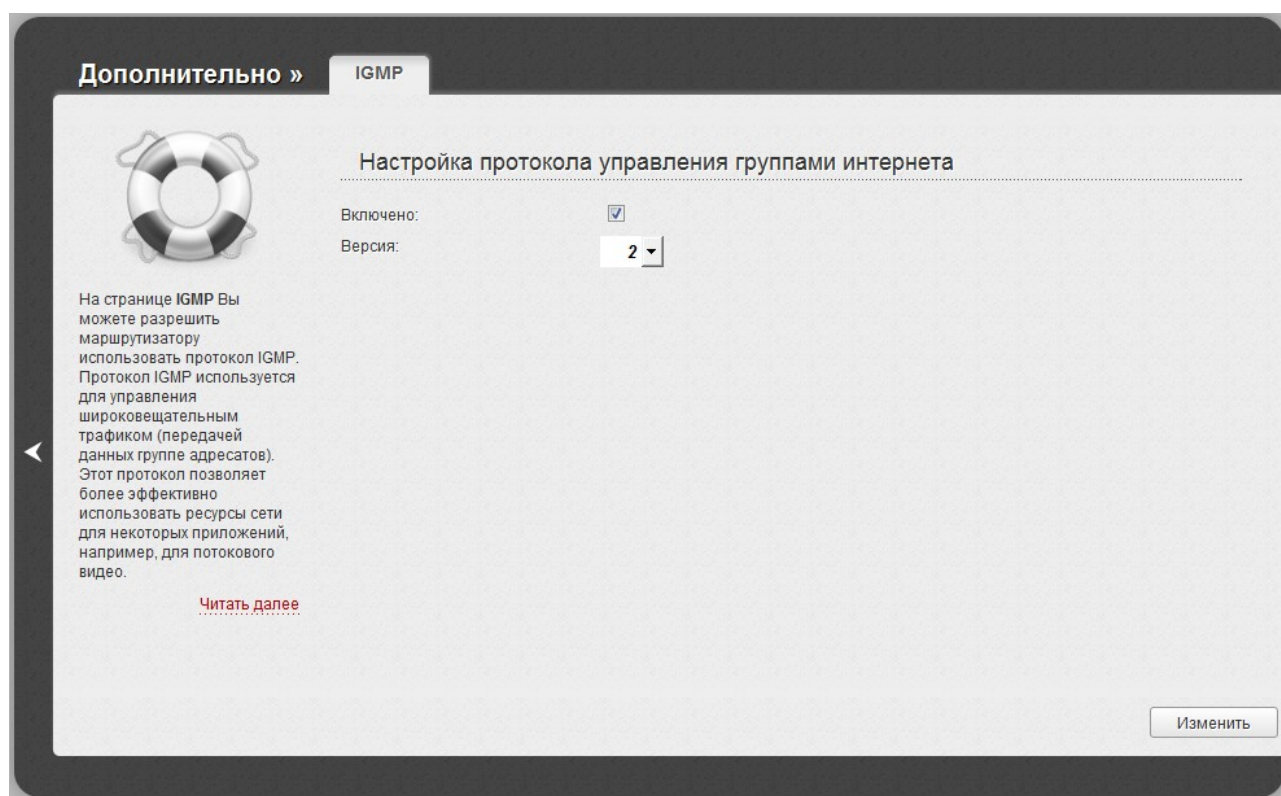 Дополнительно »
IGMP
Настройка протокола управления группами интернета
Включено:
Версия:
2
На странице IGMP Вы
можете разрешить
маршрутизатору
использовать протокол IGMP.
Протокол IGMP используется
для управления
широковещательным
трафиком (передачей
данных группе адресатов).
Этот протокол позволяет
более эффективно
использовать ресурсы сети
для некоторых приложений,
например, для потокового
видео.
Читать далее
Изменить